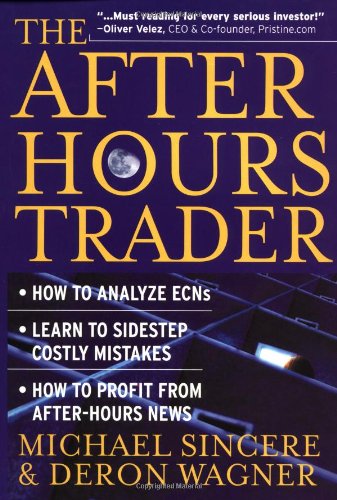 "...Must reading for every serious investor!"
—Oliver Velez, CEO & Co-founder, Pristine.com
THE
AFTER
HOURS
TRADER
• HOW TO ANALYZE ECNs
• LEARN TO SIDESTEP
COSTLY MISTAKES
• HOW TO PROFIT FROM
AFTER-HOURS NEWS
MICHAEL SINCERE
& DERON WAGNER